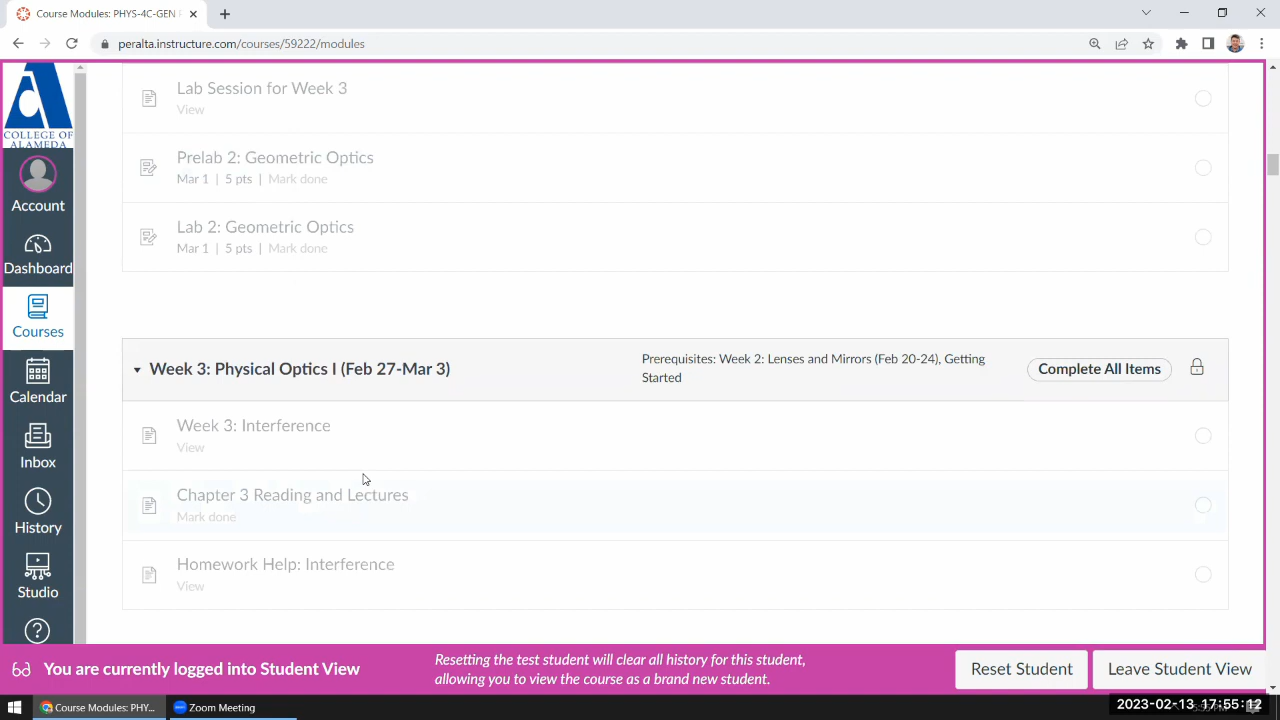 Course Modules: PHYS-4C-GEN
peralta.instructure.com/courses/59222/modules
COLLEGE OF
ALAMEDA
Account
Dashboard
Courses
Calendar
Inbox
History
Studio
Lab Session for Week 3
View
Prelab 2: Geometric Optics
Mar 1 | 5 pts | Mark done
Lab 2: Geometric Optics
Mar 1 | 5 pts | Mark done
Week 3: Physical Optics I (Feb 27-Mar 3)
Prerequisites: Week 2: Lenses and Mirrors (Feb 20-24), Getting
Started
Complete All Items
Week 3: Interference
View
Chapter 3 Reading and Lectures
Mark done
Homework Help: Interference
View
You are currently logged into Student View
Resetting the test student will clear all history for this student,
allowing you to view the course as a brand new student.
Reset Student
Leave Student View
Course Modules: PHY...
Zoom Meeting
2023-02-13 17:55:12